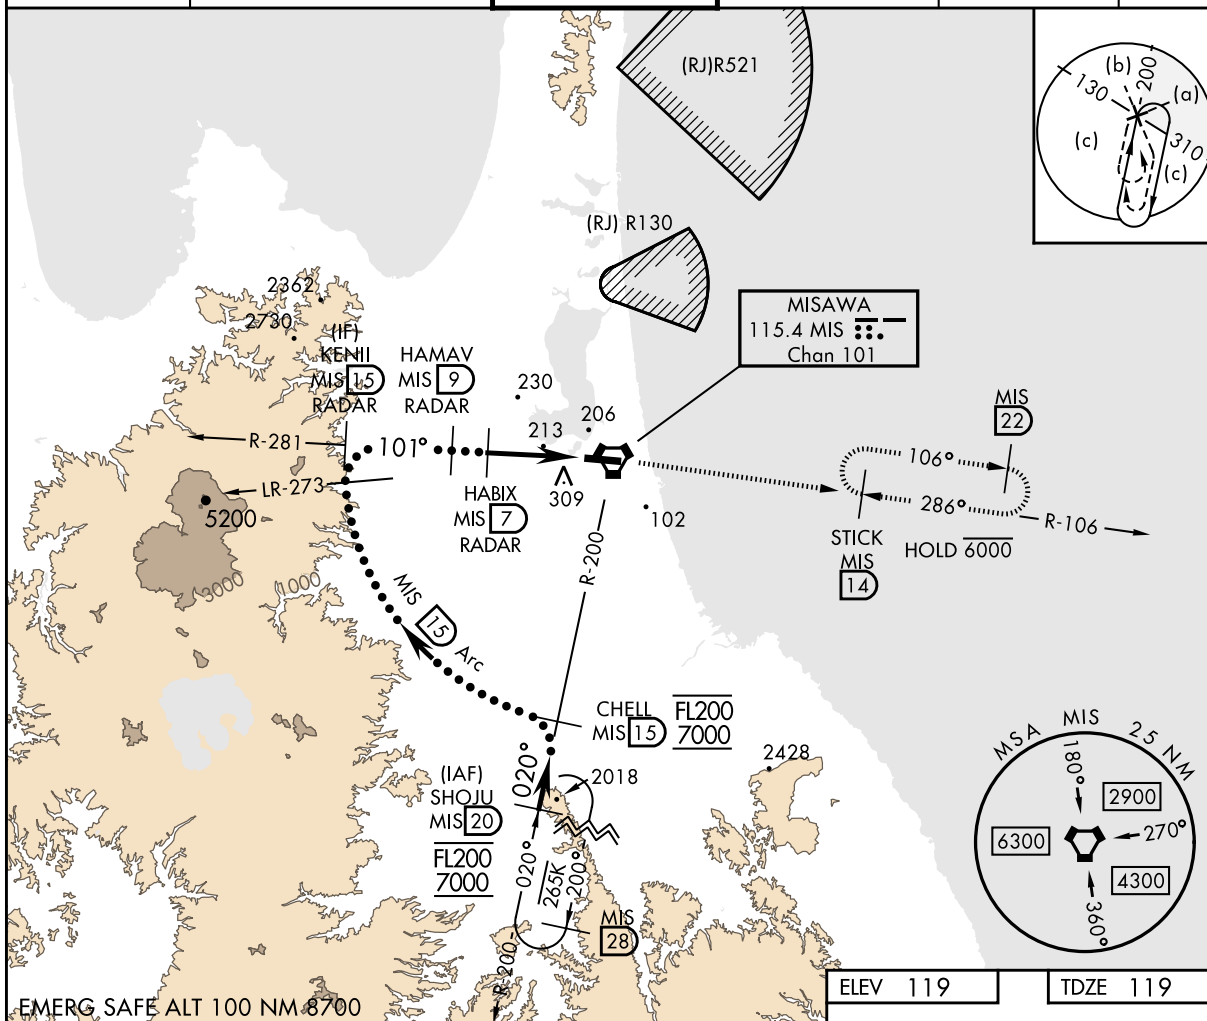 (RJ)R521
(b)
200
130
(a)
(c)
310
(c)
(RJ) R130
MISAWA
115.4 MIS
Chan 101
2362
2730
(IF)
KENII
MIS 15
RADAR
HAMAV
MIS 9
RADAR
230
206
213
MIS
22
R-281
101°
106°
LR-273
HABIX
MIS 7
RADAR
309
102
286°
R-106
5200
STICK
MIS
14
HOLD 6000
R-200
3000
1000
MIS 15 Arc
CHELL
MIS 15
FL200
7000
MSA MIS 25 NM
180°
2900
270°
6300
4300
360°
2428
020°
2018
(IAF)
SHOJU
MIS 20
FL200
7000
020°
265K
200°
MIS
28
R-200
ELEV 119
TDZE 119
EMERG SAFE ALT 100 NM 8700